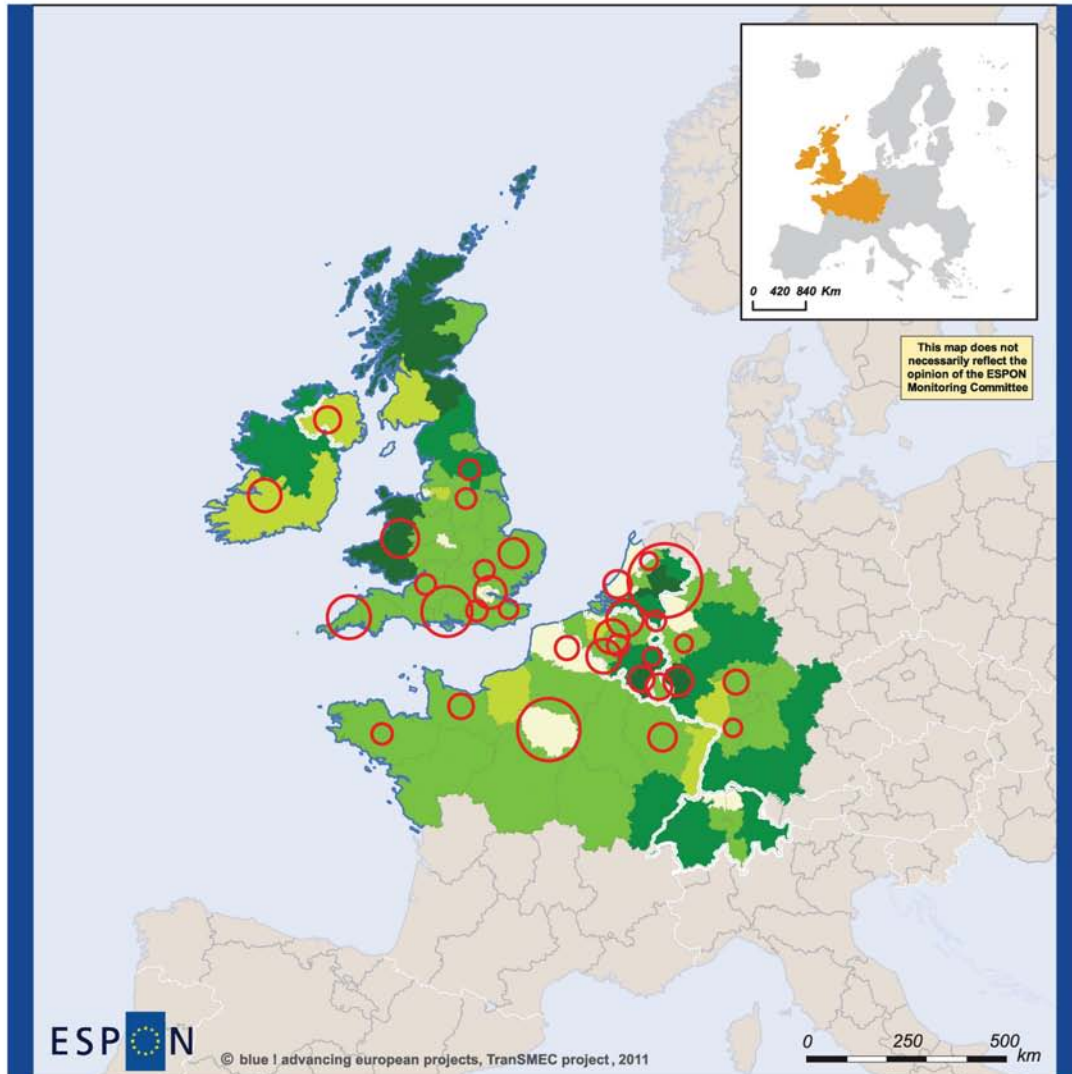 0 420 840 Km
This map does not
necessarily reflect the
opinion of the ESPON
Monitoring Committee
ESPON
© blue ! advancing european projects, TranSMEC project, 2011
0 250 500
km